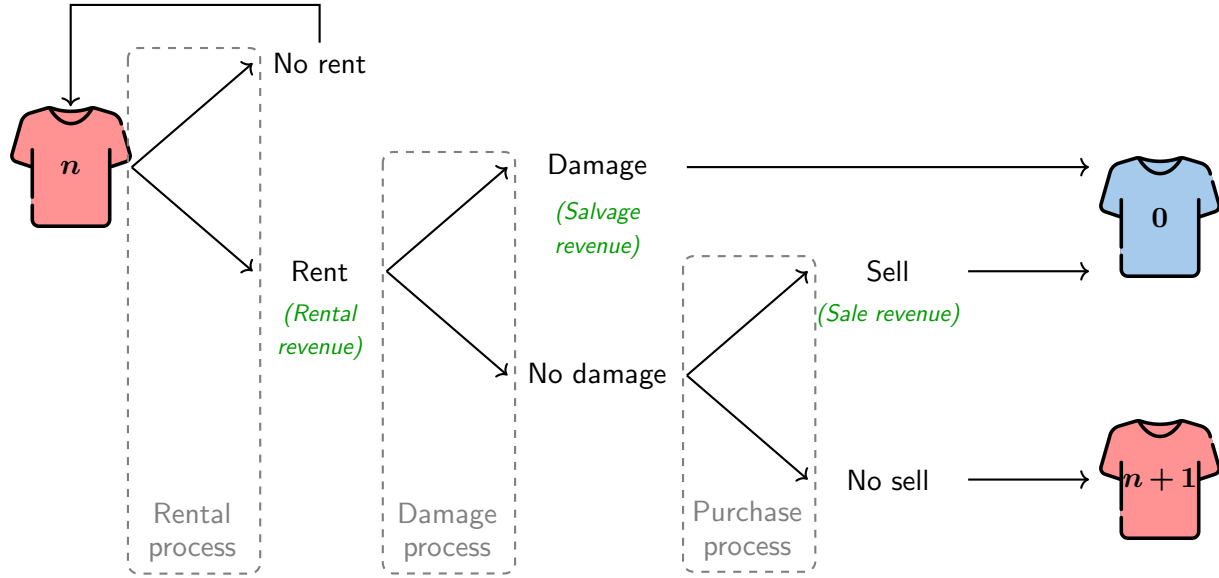 No rent
n
Damage
(Salvage
revenue)
0
Rent
(Rental
revenue)
Sell
(Sale revenue)
No damage
No sell
n + 1
Rental
process
Damage
process
Purchase
process